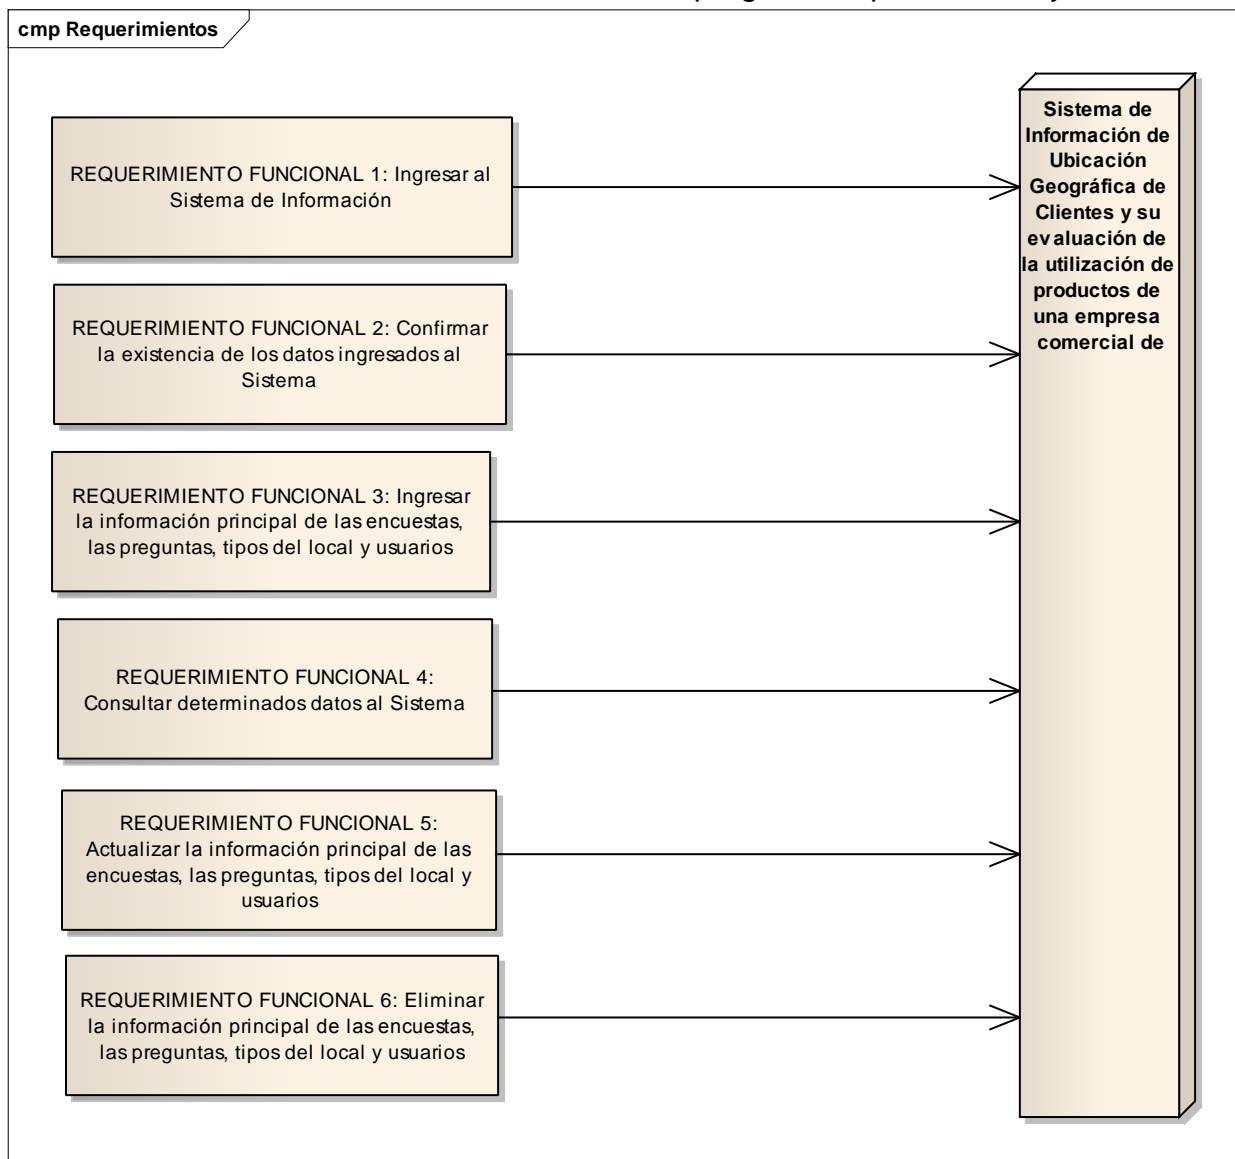 cmp Requerimientos
REQUERIMIENTO FUNCIONAL 1: Ingresar al
Sistema de Información
REQUERIMIENTO FUNCIONAL 2: Confirmar
la existencia de los datos ingresados al
Sistema
REQUERIMIENTO FUNCIONAL 3: Ingresar
la información principal de las encuestas,
las preguntas, tipos del local y usuarios
REQUERIMIENTO FUNCIONAL 4:
Consultar determinados datos al Sistema
REQUERIMIENTO FUNCIONAL 5:
Actualizar la información principal de las
encuestas, las preguntas, tipos del local y
usuarios
REQUERIMIENTO FUNCIONAL 6: Eliminar
la información principal de las encuestas,
las preguntas, tipos del local y usuarios
Sistema de
Información de
Ubicación
Geográfica de
Clientes y su
evaluación de
la utilización de
productos de
una empresa
comercial de